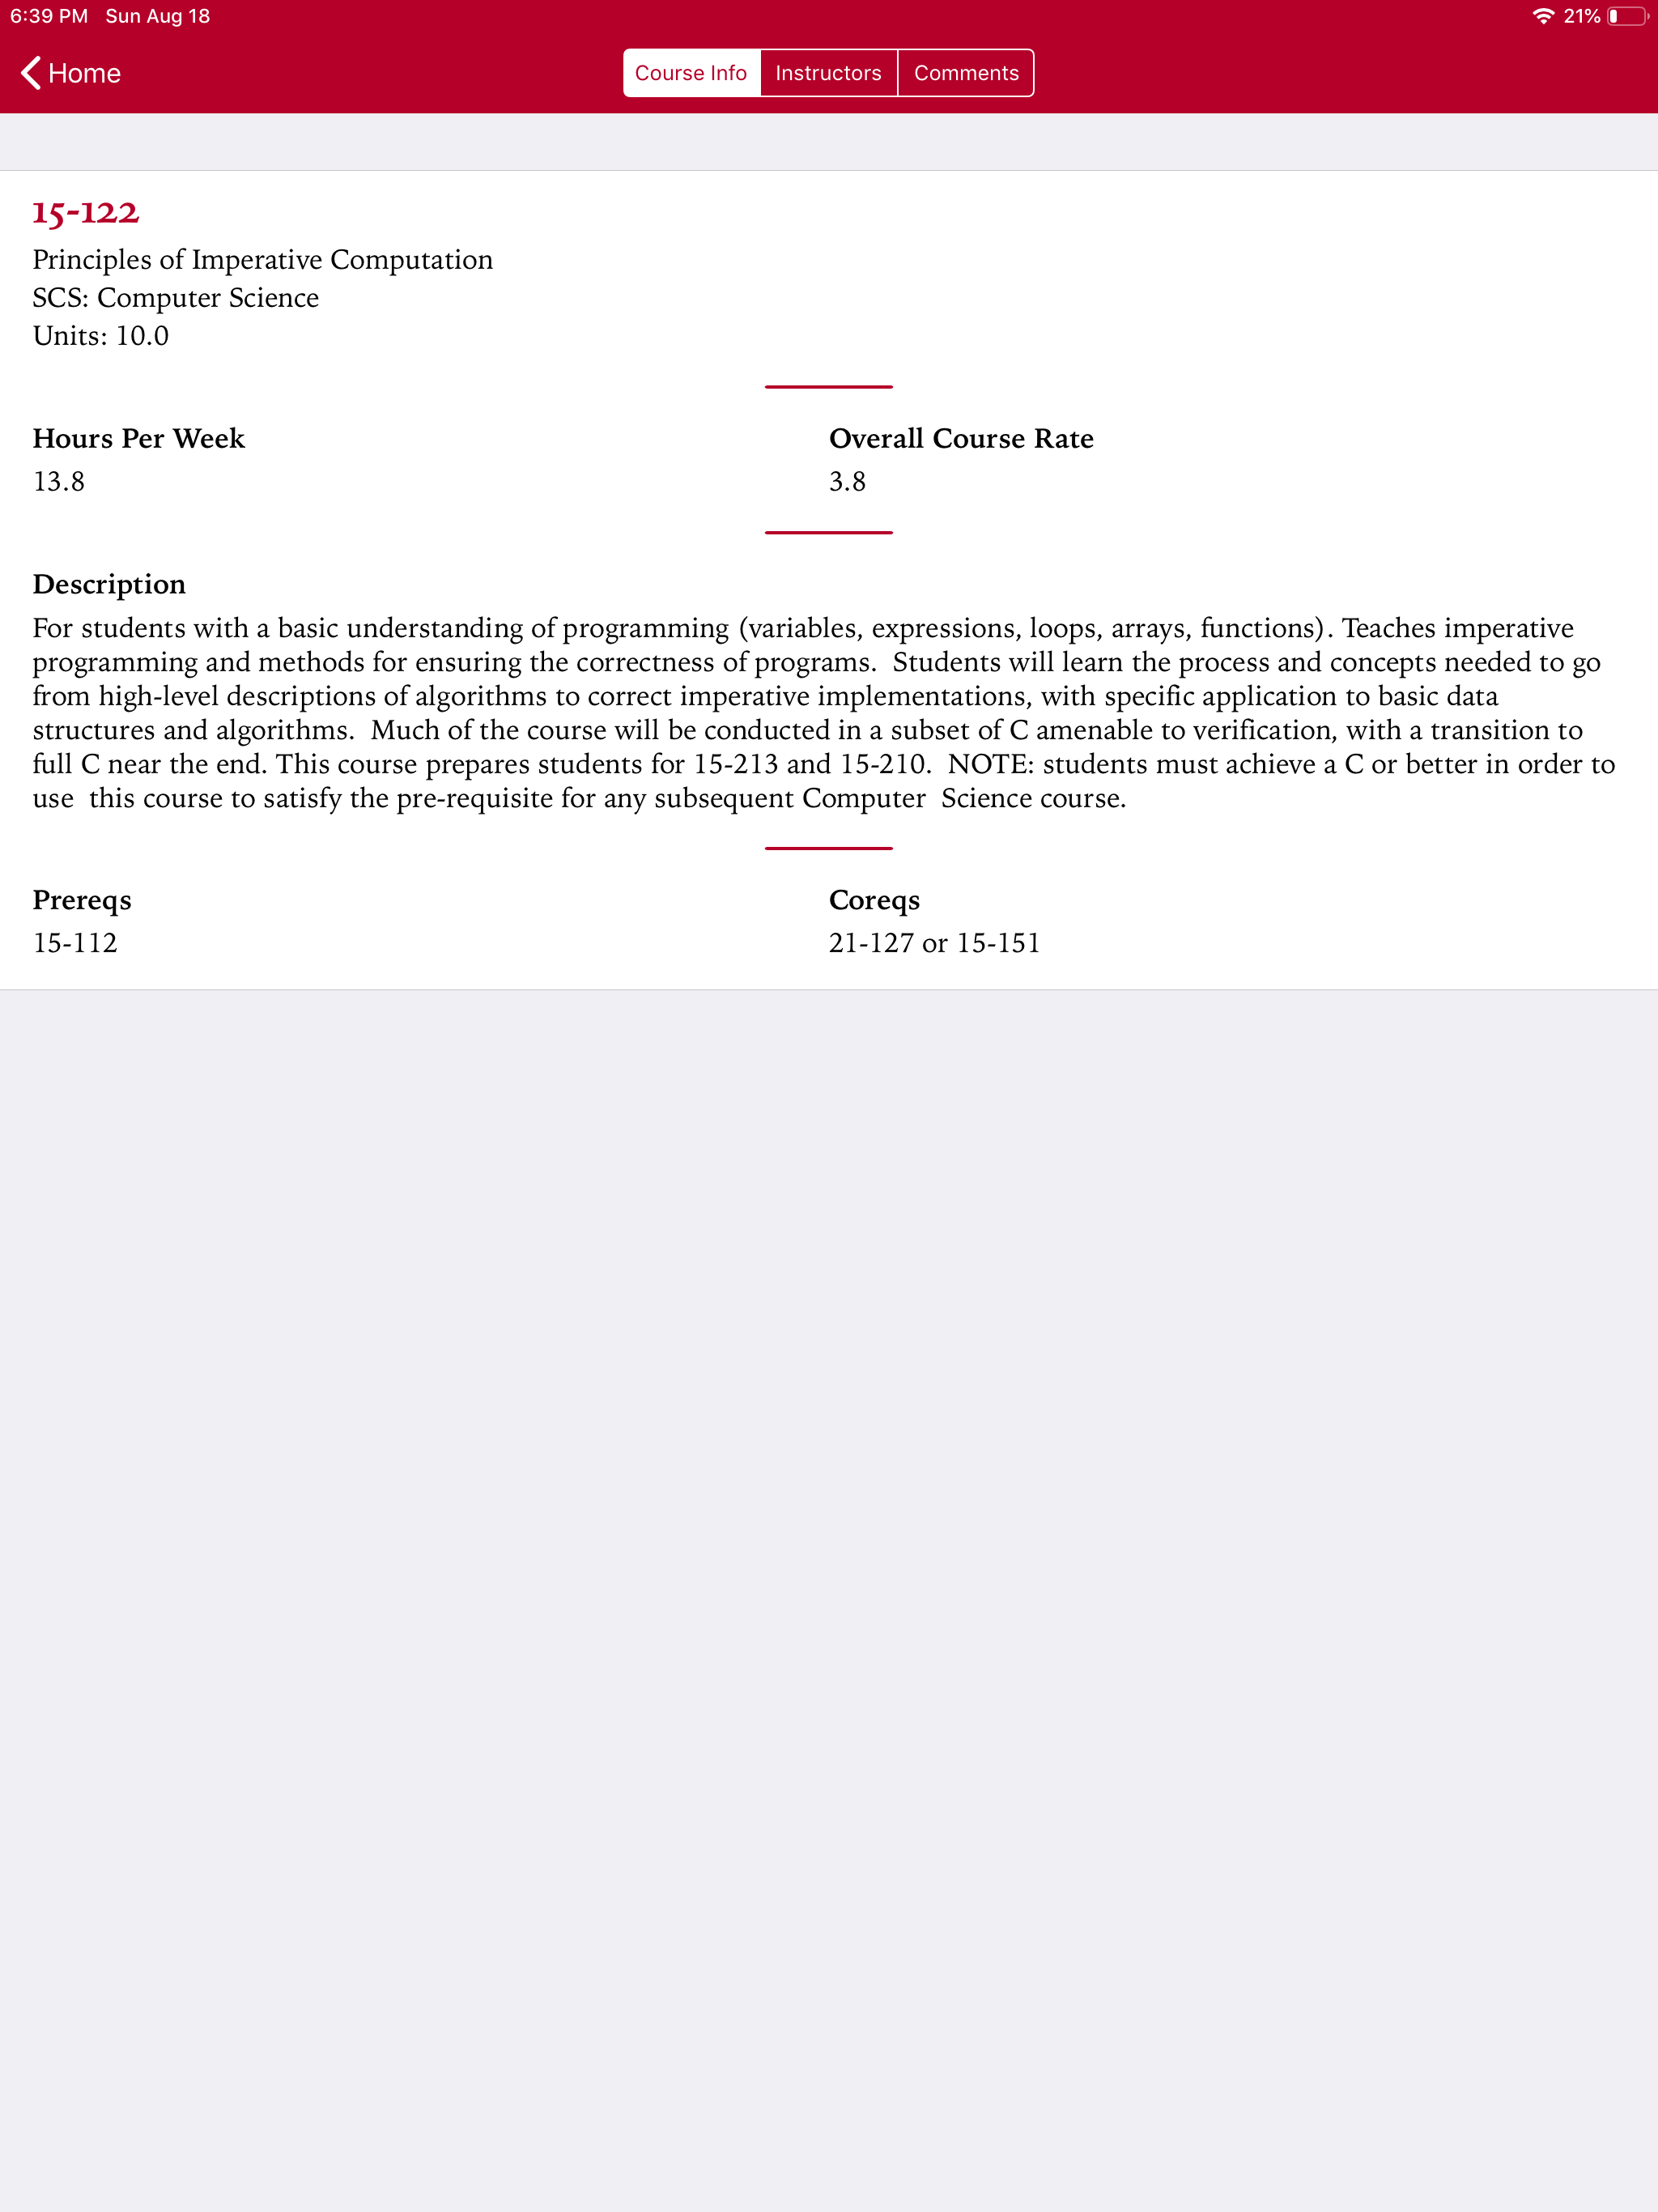 6:39 PM Sun Aug 18 21%
Home Course Info Instructors Comments
15-122
Principles of Imperative Computation
SCS: Computer Science
Units: 10.0
Hours Per Week Overall Course Rate
13.8 3.8
Description
For students with a basic understanding of programming (variables, expressions, loops, arrays, functions). Teaches imperative
programming and methods for ensuring the correctness of programs.  Students will learn the process and concepts needed to go
from high-level descriptions of algorithms to correct imperative implementations, with specific application to basic data
structures and algorithms.  Much of the course will be conducted in a subset of C amenable to verification, with a transition to
full C near the end. This course prepares students for 15-213 and 15-210.  NOTE: students must achieve a C or better in order to
use  this course to satisfy the pre-requisite for any subsequent Computer  Science course.
Prereqs Coreqs
15-112 21-127 or 15-151